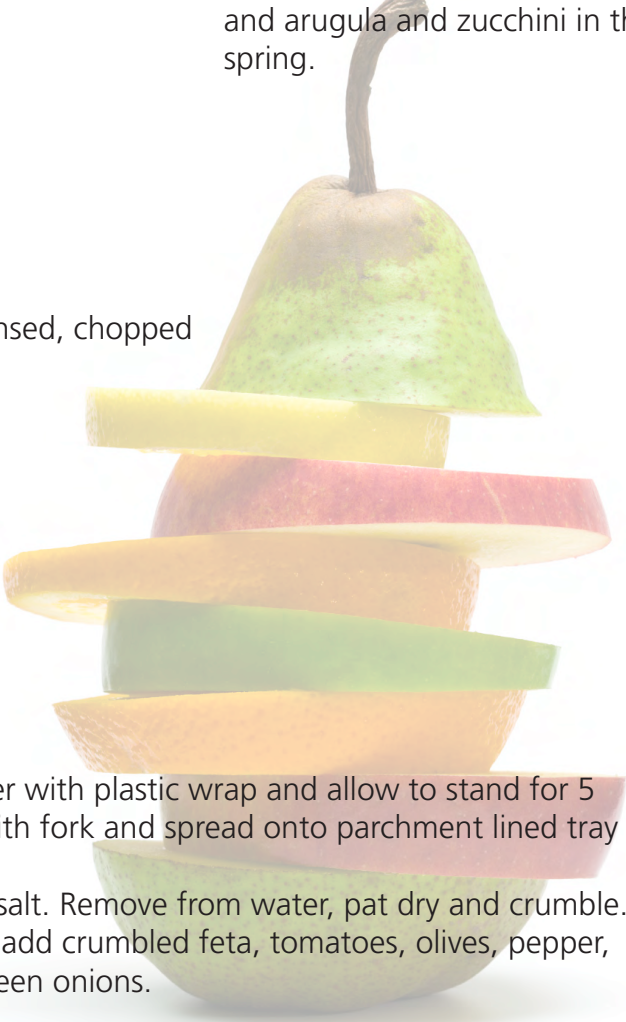 and arugula and zucchini in th
spring.
nsed, chopped
er with plastic wrap and allow to stand for 5
ith fork and spread onto parchment lined tray
salt. Remove from water, pat dry and crumble.
add crumbled feta, tomatoes, olives, pepper,
een onions.